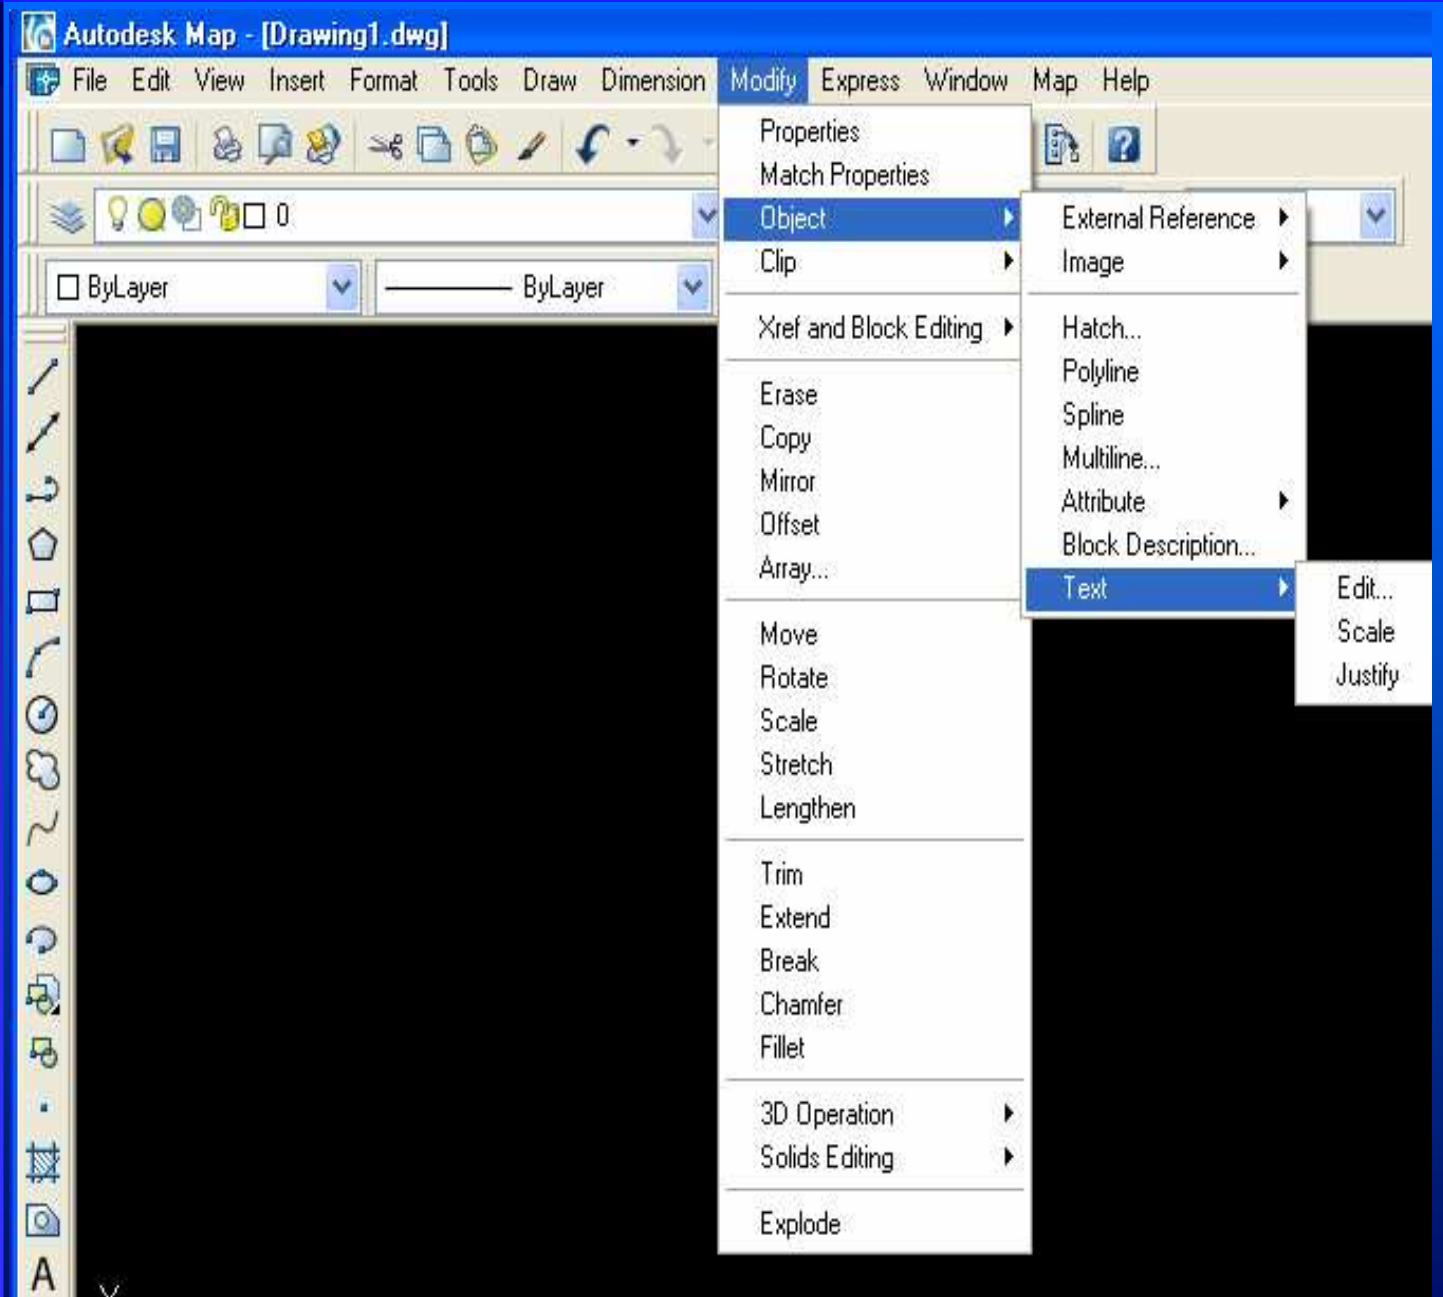 Autodesk Map - [Drawing1.dwg]
File Edit View Insert Format Tools Draw Dimension Modify Express Window Map Help
0
ByLayer
ByLayer
Properties
Match Properties
Object
Clip
Xref and Block Editing
Erase
Copy
Mirror
Offset
Array...
Move
Rotate
Scale
Stretch
Lengthen
Trim
Extend
Break
Chamfer
Fillet
3D Operation
Solids Editing
Explode
External Reference
Image
Hatch...
Polyline
Spline
Multiline...
Attribute
Block Description...
Text
Edit...
Scale
Justify
A
Y